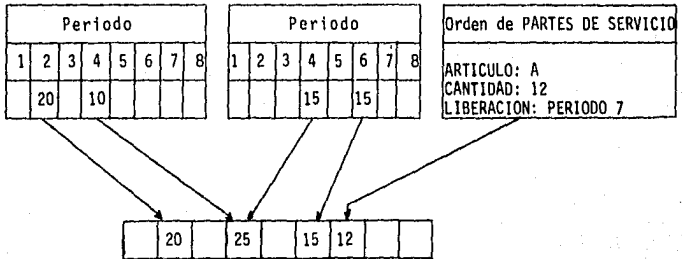 Periodo
1 2 3 4 5 6 7 8
20 10
Periodo
1 2 3 4 5 6 7 8
15 15
Orden de PARTES DE SERVICIO
ARTICULO: A
CANTIDAD: 12
LIBERACION: PERIODO 7
20 25 15 12